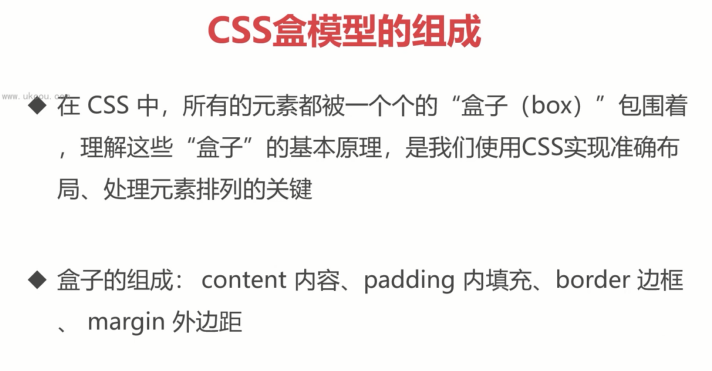 CSS盒模型的组成
◆ 在 CSS 中，所有的元素都被一个个的“盒子（box）”包围着
，理解这些“盒子”的基本原理，是我们使用CSS实现准确布
局、处理元素排列的关键
◆ 盒子的组成： content 内容、padding 内填充、border 边框
、 margin 外边距